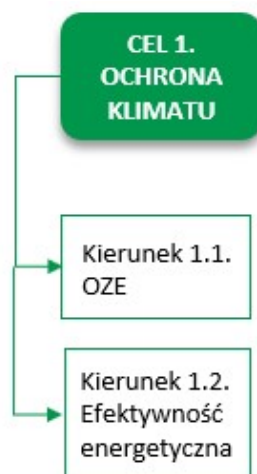 CEL 1.
OCHRONA
KLIMATU
Kierunek 1.1.
OZE
Kierunek 1.2.
Efektywność
energetyczna